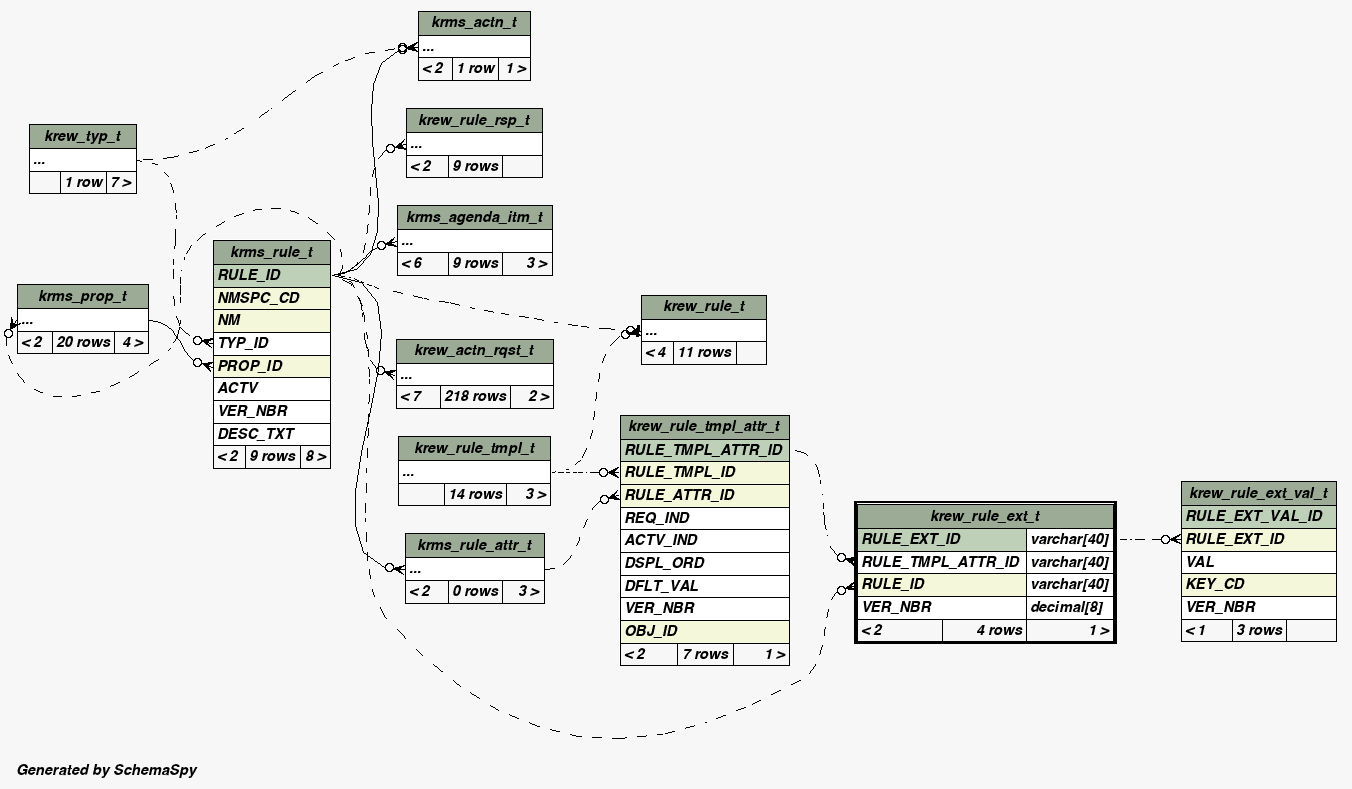 krms_actn_t
...
< 2 1 row 1 >
krew_rule_rsp_t
...
< 2 9 rows
krew_typ_t
...
1 row 7 >
krms_agenda_itm_t
...
< 6 9 rows 3 >
krms_rule_t
RULE_ID
NMSPC_CD
NM
TYP_ID
PROP_ID
ACTV
VER_NBR
DESC_TXT
< 2 9 rows 8 >
krms_prop_t
...
< 2 20 rows 4 >
krew_rule_t
...
< 4 11 rows
krew_actn_rqst_t
...
< 7 218 rows 2 >
krew_rule_tmpl_t
...
14 rows 3 >
krms_rule_attr_t
...
< 2 0 rows 3 >
krew_rule_tmpl_attr_t
RULE_TMPL_ATTR_ID
RULE_TMPL_ID
RULE_ATTR_ID
REQ_IND
ACTV_IND
DSPL_ORD
DFLT_VAL
VER_NBR
OBJ_ID
< 2 7 rows 1 >
krew_rule_ext_t
RULE_EXT_ID varchar[40]
RULE_TMPL_ATTR_ID varchar[40]
RULE_ID varchar[40]
VER_NBR decimal[8]
< 2 4 rows 1 >
krew_rule_ext_val_t
RULE_EXT_VAL_ID
RULE_EXT_ID
VAL
KEY_CD
VER_NBR
< 1 3 rows
Generated by SchemaSpy